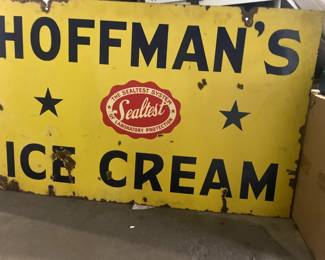 HOFFMAN'S
THE SEALTEST SYSTEM
Sealtest
OF LABORATORY PROTECTION
ICE CREAM